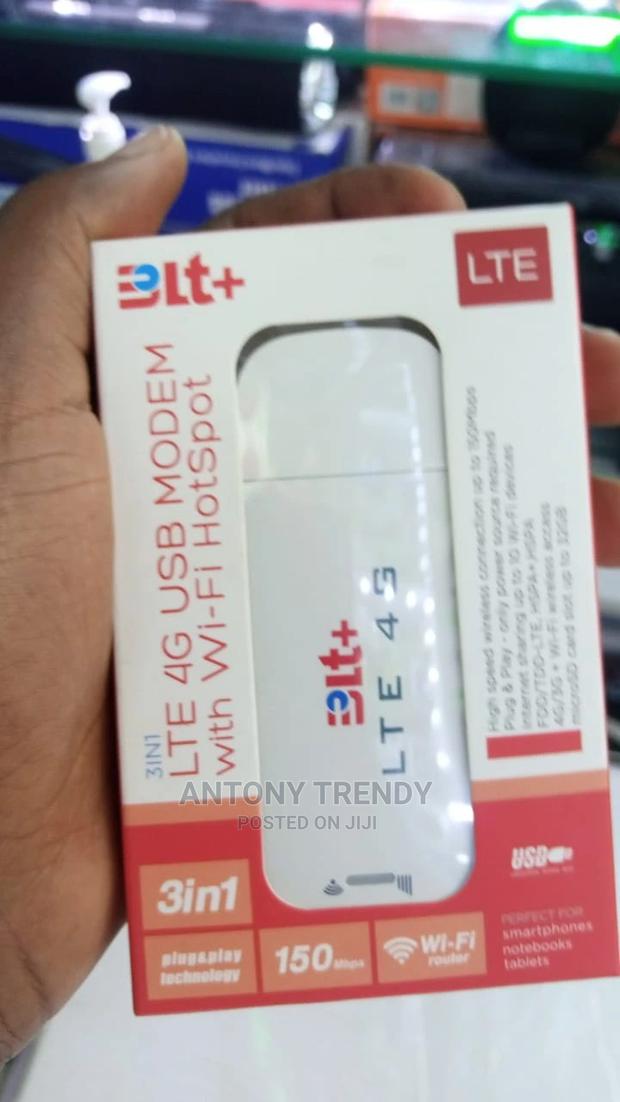 BLt+
LTE
3IN1
LTE 4G USB MODEM
with Wi-Fi HotSpot
BLt+
LTE 4G
High speed wireless connection up to 150Mbps
Plug & Play - only power source required
internet sharing up to 10 Wi-Fi devices
FDD/TDD-LTE, HSPA+,HSPA
4G/3G + Wi-Fi wireless access
microSD card slot up to 32GB
ANTONY TRENDY
POSTED ON JIJI
USB
3in1
plug&play
technology
150Mbps
Wi-Fi
router
PERFECT FOR
smartphones
notebooks
tablets